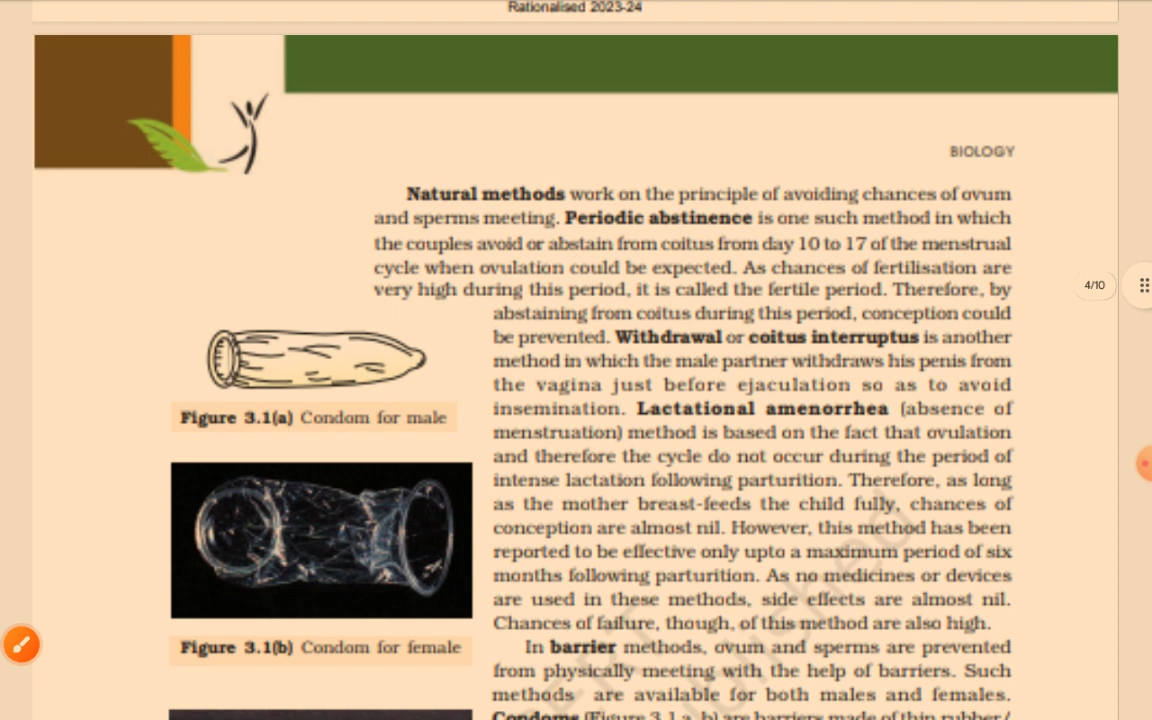 Rationalised 2023-24
BIOLOGY
Natural methods work on the principle of avoiding chances of ovum
and sperms meeting. Periodic abstinence is one such method in which
the couples avoid or abstain from coitus from day 10 to 17 of the menstrual
cycle when ovulation could be expected. As chances of fertilisation are
very high during this period, it is called the fertile period. Therefore, by
abstaining from coitus during this period, conception could
be prevented. Withdrawal or coitus interruptus is another
method in which the male partner withdraws his penis from
the vagina just before ejaculation so as to avoid
insemination. Lactational amenorrhea (absence of
menstruation) method is based on the fact that ovulation
and therefore the cycle do not occur during the period of
intense lactation following parturition. Therefore, as long
as the mother breast-feeds the child fully, chances of
conception are almost nil. However, this method has been
reported to be effective only upto a maximum period of six
months following parturition. As no medicines or devices
are used in these methods, side effects are almost nil.
Chances of failure, though, of this method are also high.
In barrier methods, ovum and sperms are prevented
from physically meeting with the help of barriers. Such
methods are available for both males and females.
Condoms (Figure 3.1 a, b) are barriers made of thin rubber/
Figure 3.1(a) Condom for male
Figure 3.1(b) Condom for female
4/10